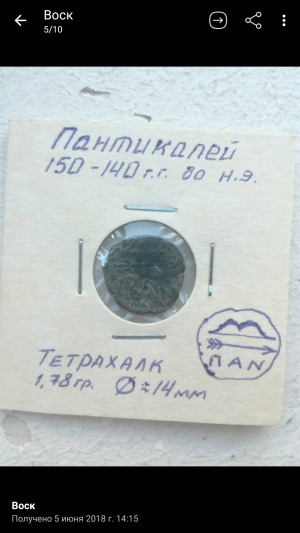 Воск
5/10
Пантикапей
150-140 г.г. до н.э.
ТЕТРАХАЛК
1,78 гр. Ø ≈ 14 мм
ПАN
Воск
Получено 5 июня 2018 г. 14:15